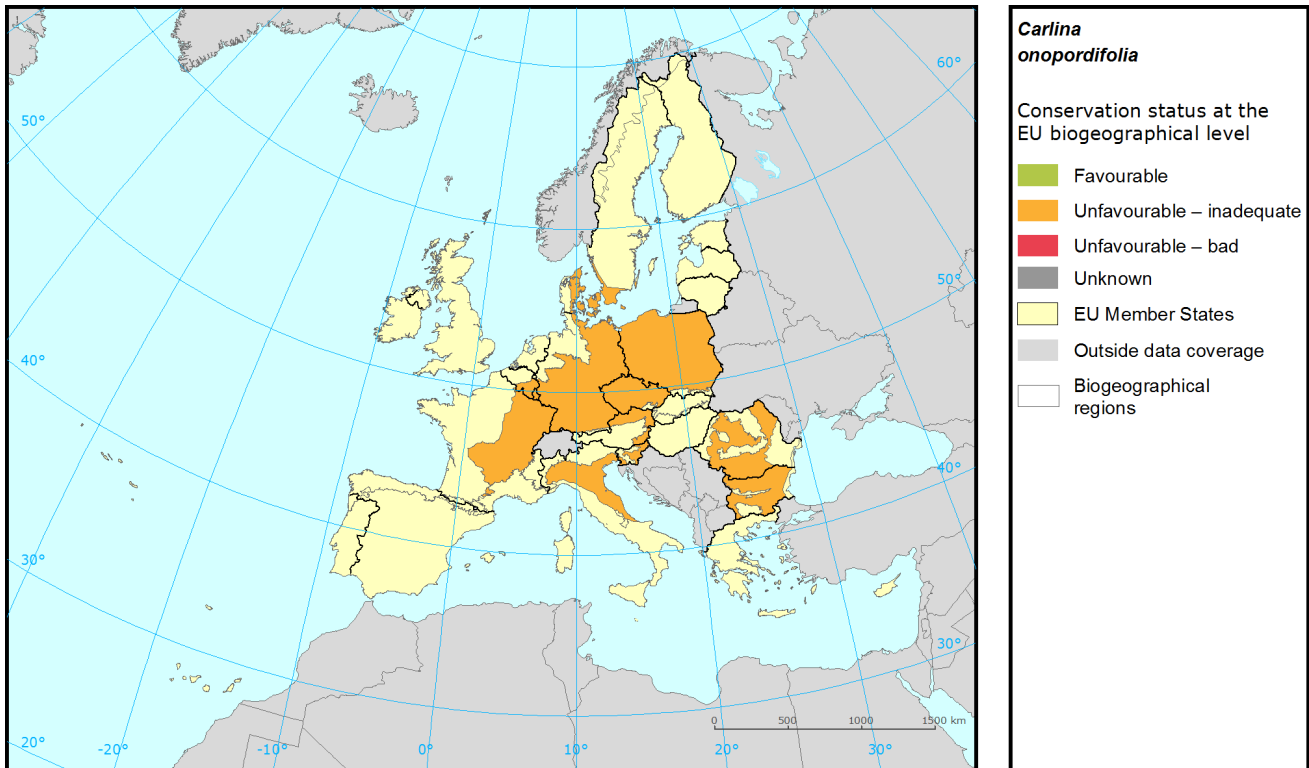 Carlina
onopordifolia
Conservation status at the
EU biogeographical level
Favourable
Unfavourable – inadequate
Unfavourable – bad
Unknown
EU Member States
Outside data coverage
Biogeographical
regions
60°
50°
50°
40°
40°
30°
30°
20°
-20°
-10°
0°
10°
20°
30°
0
500
1000
1500 km